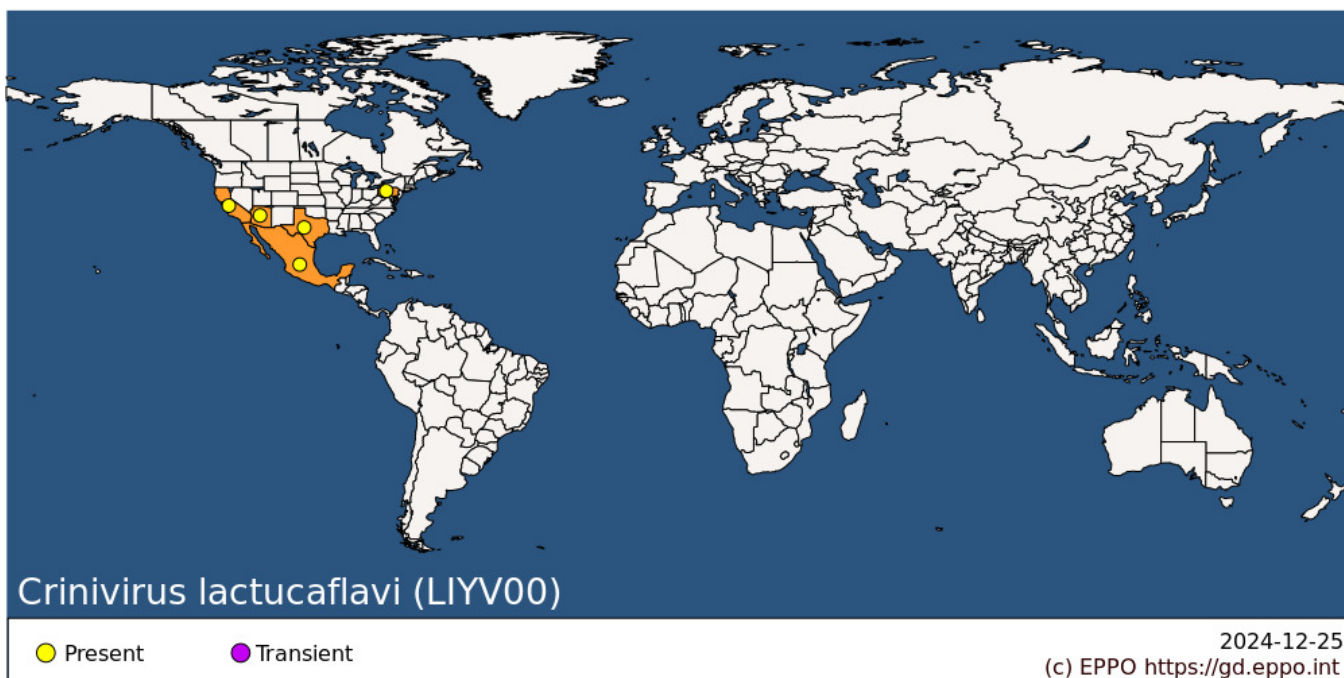 Crinivirus lactucaflavi (LIYV00)
Present
Transient
2024-12-25
(c) EPPO https://gd.eppo.int